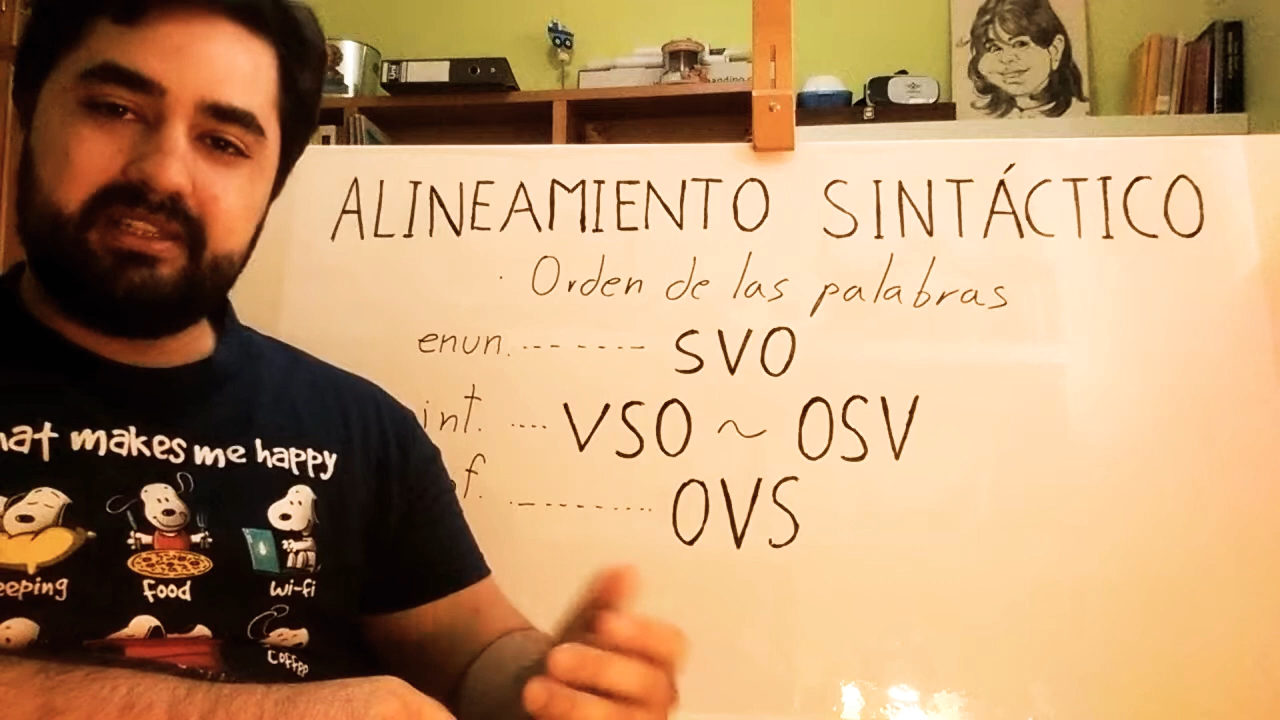 ALINEAMIENTO SINTÁCTICO
· Orden de las palabras
enun. -------- SVO
int. ---- VSO ~ OSV
f. --------- OVS
hat makes me happy
eeping food wi-fi
Coffee